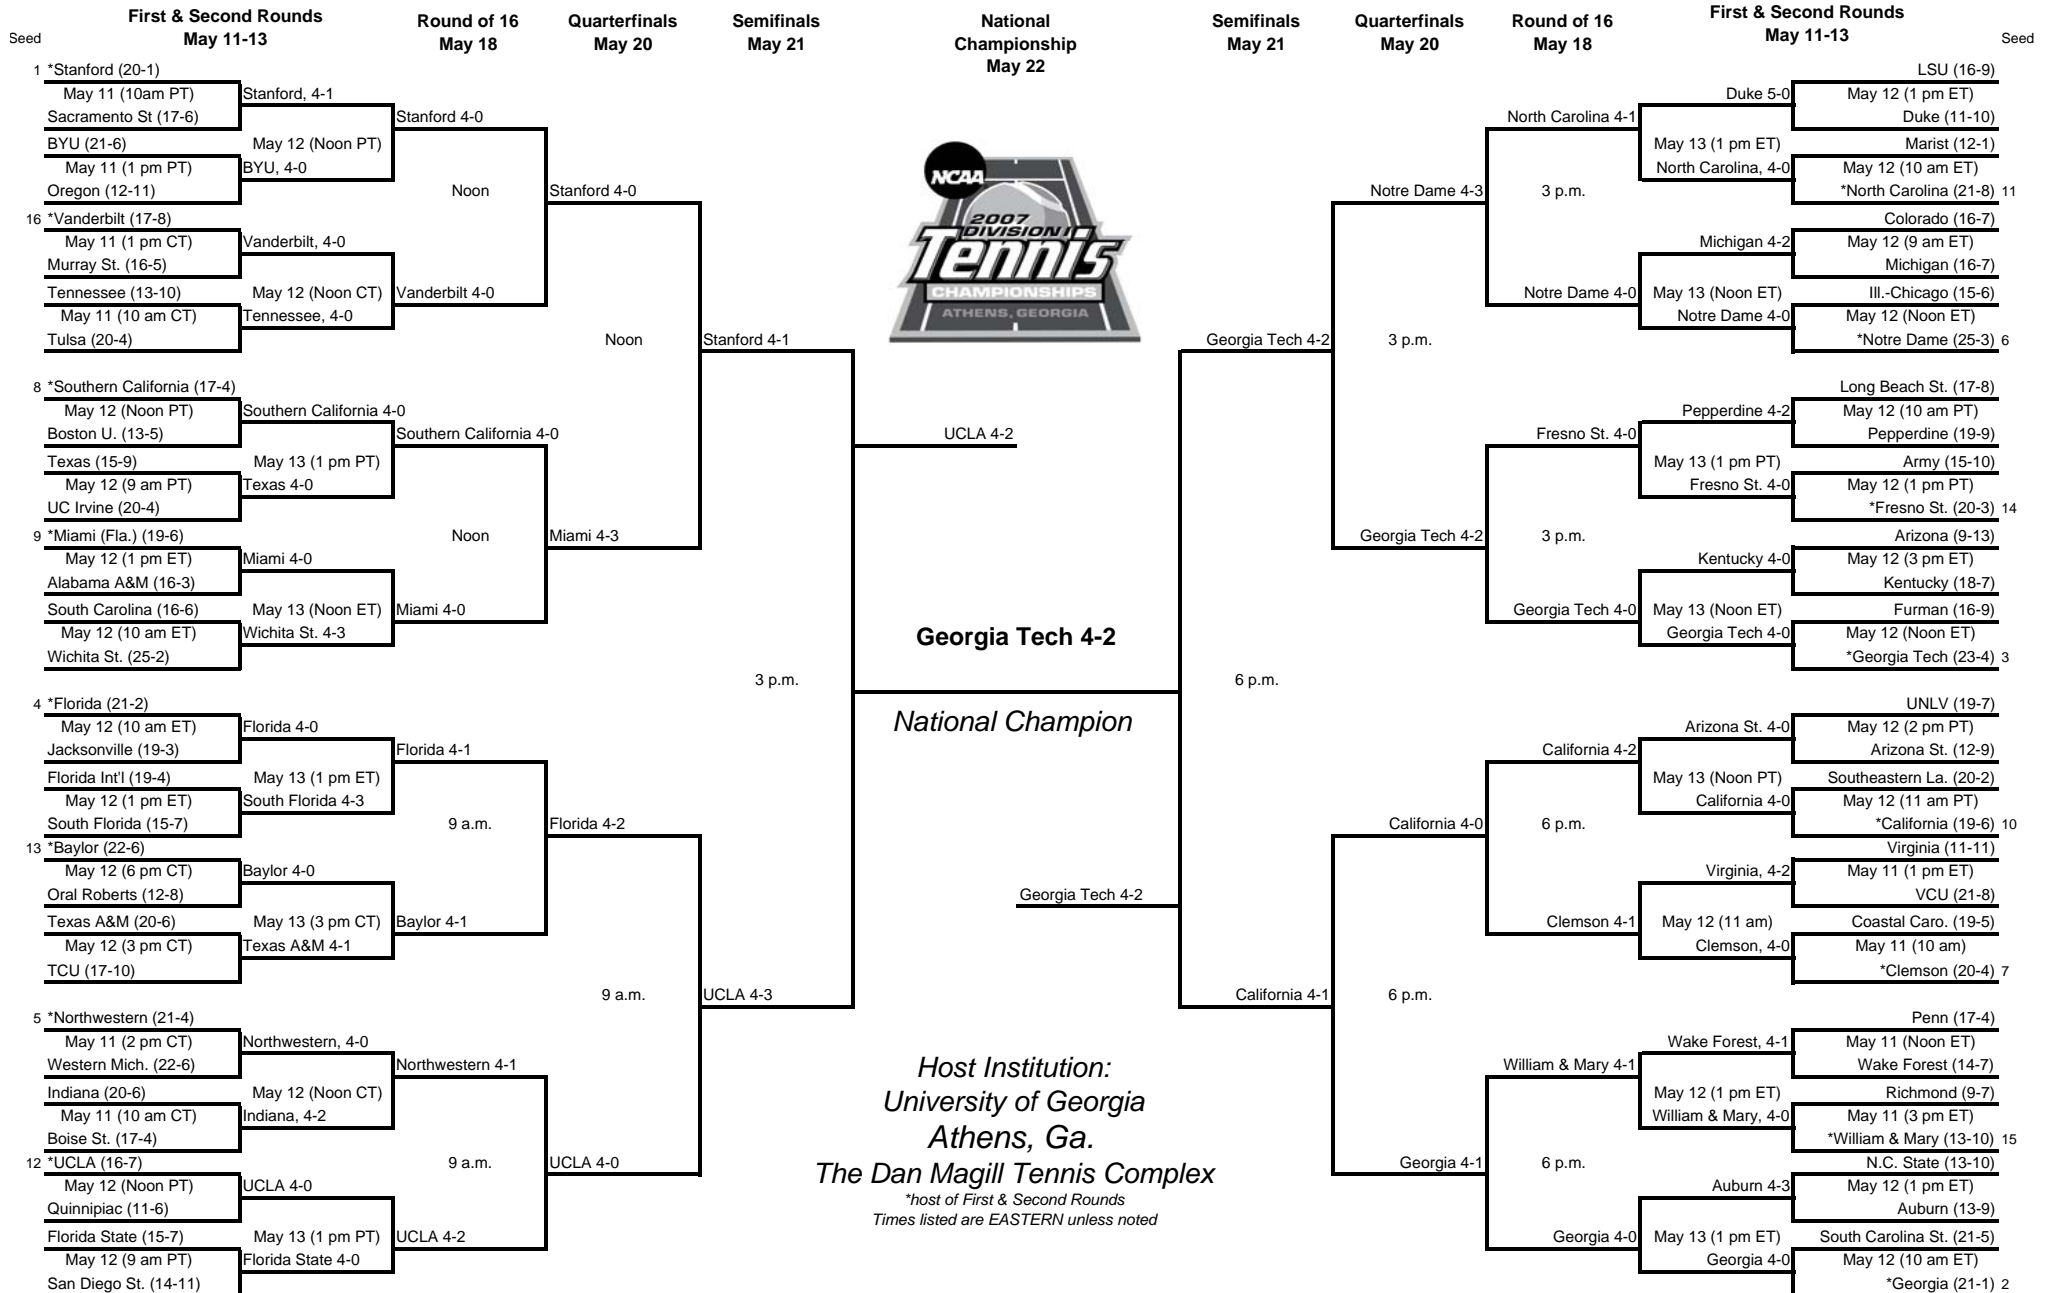 First & Second Rounds
May 11-13
Round of 16
May 18
Quarterfinals
May 20
Semifinals
May 21
National
Championship
May 22
Semifinals
May 21
Quarterfinals
May 20
Round of 16
May 18
First & Second Rounds
May 11-13
Seed
Seed
1 *Stanford (20-1)
May 11 (10am PT)
Stanford, 4-1
Sacramento St (17-6)
Stanford 4-0
BYU (21-6)
May 12 (Noon PT)
May 11 (1 pm PT)
BYU, 4-0
Oregon (12-11)
Noon
Stanford 4-0
16 *Vanderbilt (17-8)
May 11 (1 pm CT)
Vanderbilt, 4-0
Murray St. (16-5)
Tennessee (13-10)
May 12 (Noon CT)
Vanderbilt 4-0
May 11 (10 am CT)
Tennessee, 4-0
Tulsa (20-4)
Noon
Stanford 4-1
8 *Southern California (17-4)
May 12 (Noon PT)
Southern California 4-0
Boston U. (13-5)
Southern California 4-0
Texas (15-9)
May 13 (1 pm PT)
May 12 (9 am PT)
Texas 4-0
UC Irvine (20-4)
9 *Miami (Fla.) (19-6)
Noon
Miami 4-3
May 12 (1 pm ET)
Miami 4-0
Alabama A&M (16-3)
South Carolina (16-6)
May 13 (Noon ET)
Miami 4-0
May 12 (10 am ET)
Wichita St. 4-3
Wichita St. (25-2)
3 p.m.
4 *Florida (21-2)
May 12 (10 am ET)
Florida 4-0
Jacksonville (19-3)
Florida 4-1
Florida Int'l (19-4)
May 13 (1 pm ET)
May 12 (1 pm ET)
South Florida 4-3
South Florida (15-7)
9 a.m.
Florida 4-2
13 *Baylor (22-6)
May 12 (6 pm CT)
Baylor 4-0
Oral Roberts (12-8)
Texas A&M (20-6)
May 13 (3 pm CT)
Baylor 4-1
May 12 (3 pm CT)
Texas A&M 4-1
TCU (17-10)
9 a.m.
UCLA 4-3
5 *Northwestern (21-4)
May 11 (2 pm CT)
Northwestern, 4-0
Western Mich. (22-6)
Northwestern 4-1
Indiana (20-6)
May 12 (Noon CT)
May 11 (10 am CT)
Indiana, 4-2
Boise St. (17-4)
12 *UCLA (16-7)
9 a.m.
UCLA 4-0
May 12 (Noon PT)
UCLA 4-0
Quinnipiac (11-6)
Florida State (15-7)
May 13 (1 pm PT)
UCLA 4-2
May 12 (9 am PT)
Florida State 4-0
San Diego St. (14-11)
NCAA
2007
DIVISION I
Tennis
CHAMPIONSHIPS
ATHENS, GEORGIA
UCLA 4-2
Georgia Tech 4-2
National Champion
Georgia Tech 4-2
Host Institution:
University of Georgia
Athens, Ga.
The Dan Magill Tennis Complex
*host of First & Second Rounds
Times listed are EASTERN unless noted
LSU (16-9)
Duke 5-0
May 12 (1 pm ET)
North Carolina 4-1
Duke (11-10)
May 13 (1 pm ET)
Marist (12-1)
North Carolina, 4-0
May 12 (10 am ET)
Notre Dame 4-3
3 p.m.
*North Carolina (21-8) 11
Colorado (16-7)
Michigan 4-2
May 12 (9 am ET)
Michigan (16-7)
Notre Dame 4-0
May 13 (Noon ET)
Ill.-Chicago (15-6)
Notre Dame 4-0
May 12 (Noon ET)
Georgia Tech 4-2
3 p.m.
*Notre Dame (25-3) 6
Long Beach St. (17-8)
Pepperdine 4-2
May 12 (10 am PT)
Fresno St. 4-0
Pepperdine (19-9)
May 13 (1 pm PT)
Army (15-10)
Fresno St. 4-0
May 12 (1 pm PT)
*Fresno St. (20-3) 14
Georgia Tech 4-2
3 p.m.
Arizona (9-13)
Kentucky 4-0
May 12 (3 pm ET)
Kentucky (18-7)
Georgia Tech 4-0
May 13 (Noon ET)
Furman (16-9)
Georgia Tech 4-0
May 12 (Noon ET)
*Georgia Tech (23-4) 3
6 p.m.
UNLV (19-7)
Arizona St. 4-0
May 12 (2 pm PT)
California 4-2
Arizona St. (12-9)
May 13 (Noon PT)
Southeastern La. (20-2)
California 4-0
May 12 (11 am PT)
California 4-0
6 p.m.
*California (19-6) 10
Virginia (11-11)
Virginia, 4-2
May 11 (1 pm ET)
VCU (21-8)
Clemson 4-1
May 12 (11 am)
Coastal Caro. (19-5)
Clemson, 4-0
May 11 (10 am)
*Clemson (20-4) 7
California 4-1
6 p.m.
Penn (17-4)
Wake Forest, 4-1
May 11 (Noon ET)
William & Mary 4-1
Wake Forest (14-7)
May 12 (1 pm ET)
Richmond (9-7)
William & Mary, 4-0
May 11 (3 pm ET)
*William & Mary (13-10) 15
Georgia 4-1
6 p.m.
N.C. State (13-10)
Auburn 4-3
May 12 (1 pm ET)
Auburn (13-9)
Georgia 4-0
May 13 (1 pm ET)
South Carolina St. (21-5)
Georgia 4-0
May 12 (10 am ET)
*Georgia (21-1) 2